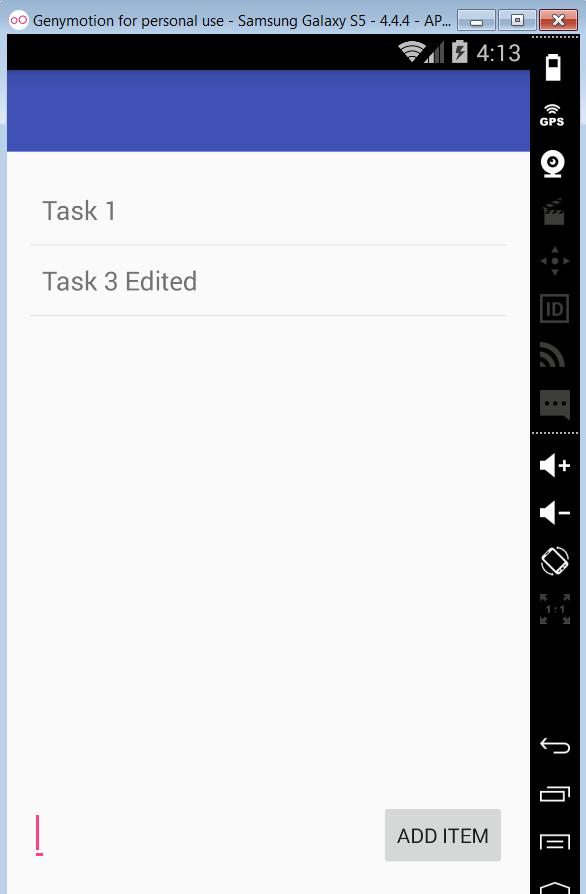 Genymotion for personal use - Samsung Galaxy S5 - 4.4.4 - AP...
4:13
GPS
Task 1
Task 3 Edited
ID
1:1
ADD ITEM